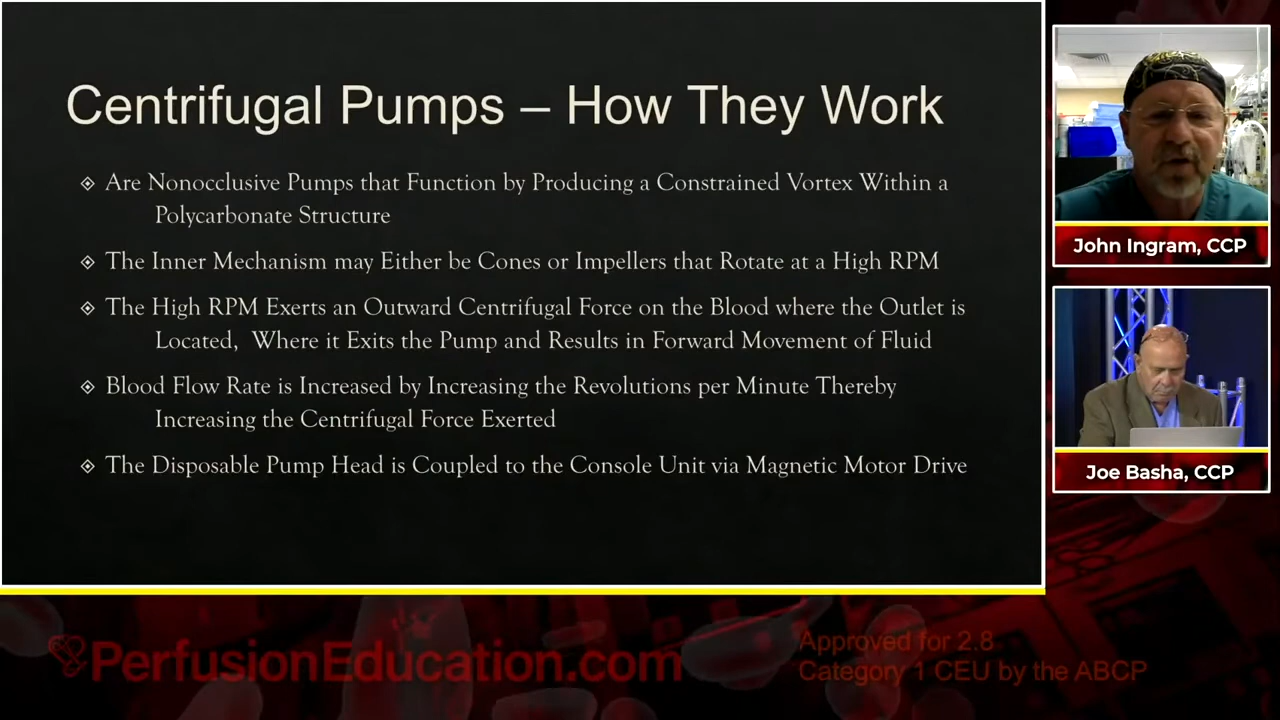 Centrifugal Pumps – How They Work
Are Nonocclusive Pumps that Function by Producing a Constrained Vortex Within a
Polycarbonate Structure
The Inner Mechanism may Either be Cones or Impellers that Rotate at a High RPM
The High RPM Exerts an Outward Centrifugal Force on the Blood where the Outlet is
Located, Where it Exits the Pump and Results in Forward Movement of Fluid
Blood Flow Rate is Increased by Increasing the Revolutions per Minute Thereby
Increasing the Centrifugal Force Exerted
The Disposable Pump Head is Coupled to the Console Unit via Magnetic Motor Drive
John Ingram, CCP
Joe Basha, CCP
PerfusionEducation.com
Approved for 2.8
Category 1 CEU by the ABCP